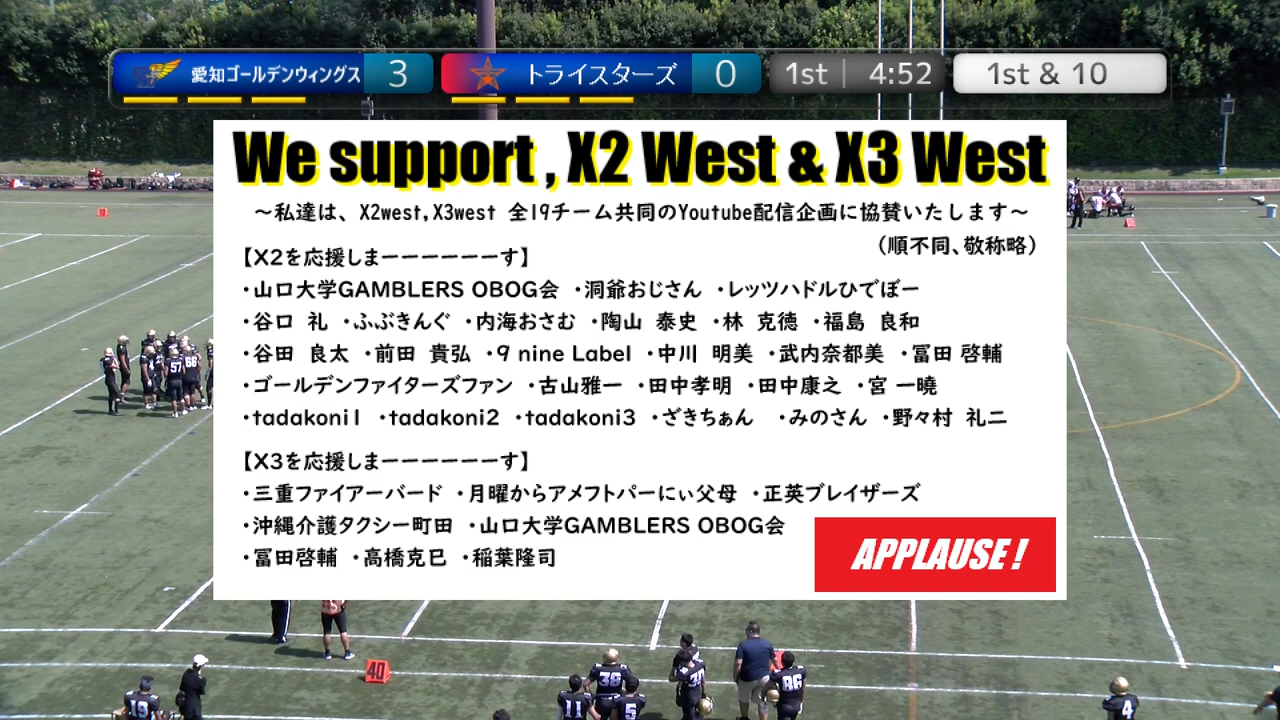 愛知ゴールデンウィングス 3 トライスターズ 0 1st 4:52 1st & 10
We support , X2 West & X3 West
～私達は、X2west,X3west 全19チーム共同のYoutube配信企画に協賛いたします～
（順不同、敬称略）
【X2を応援しまーーーーーーす】
・山口大学GAMBLERS OBOG会 ・洞爺おじさん ・レッツハドルひでぼー
・谷口 礼 ・ふぶきんぐ ・内海おさむ ・陶山 泰史 ・林 克徳 ・福島 良和
・谷田 良太 ・前田 貴弘 ・9 nine Label ・中川 明美 ・武内奈都美 ・冨田 啓輔
・ゴールデンファイターズファン ・古山雅一 ・田中孝明 ・田中康之 ・宮 一曉
・tadakoni1 ・tadakoni2 ・tadakoni3 ・ざきちぁん ・みのさん ・野々村 礼二
【X3を応援しまーーーーーーす】
・三重ファイアーバード ・月曜からアメフトパーにぃ父母 ・正英ブレイザーズ
・沖縄介護タクシー町田 ・山口大学GAMBLERS OBOG会
・冨田啓輔 ・高橋克巳 ・稲葉隆司
APPLAUSE!
57 66
40
38
11 5
86
19
4